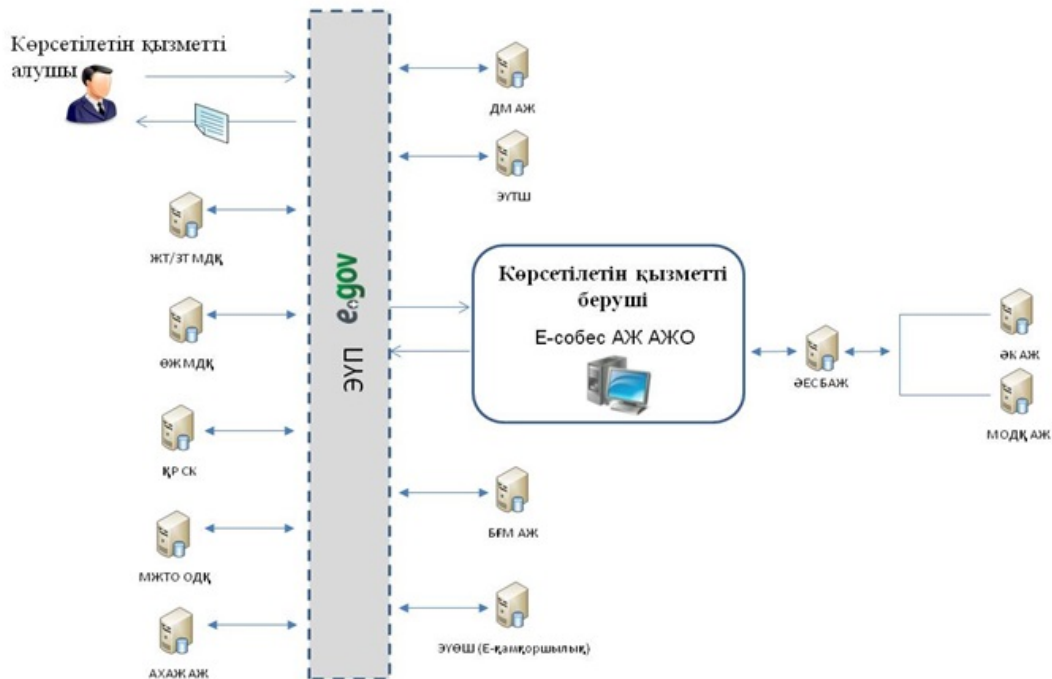 Көрсетілетін қызметті
алушы
ДМ АЖ
ЭҮТШ
ЖТ/ЗТ МДҚ
ӨЖ МДҚ
ҚР СК
МЖТО ОДҚ
АХАЖ АЖ
ЭҮП egov
Көрсетілетін қызметті
беруші
Е-собес АЖ АЖО
ӘЕСБАЖ
ӘК АЖ
МОДҚ АЖ
БҒМ АЖ
ЭҮӨШ (Е-қамқоршылық)